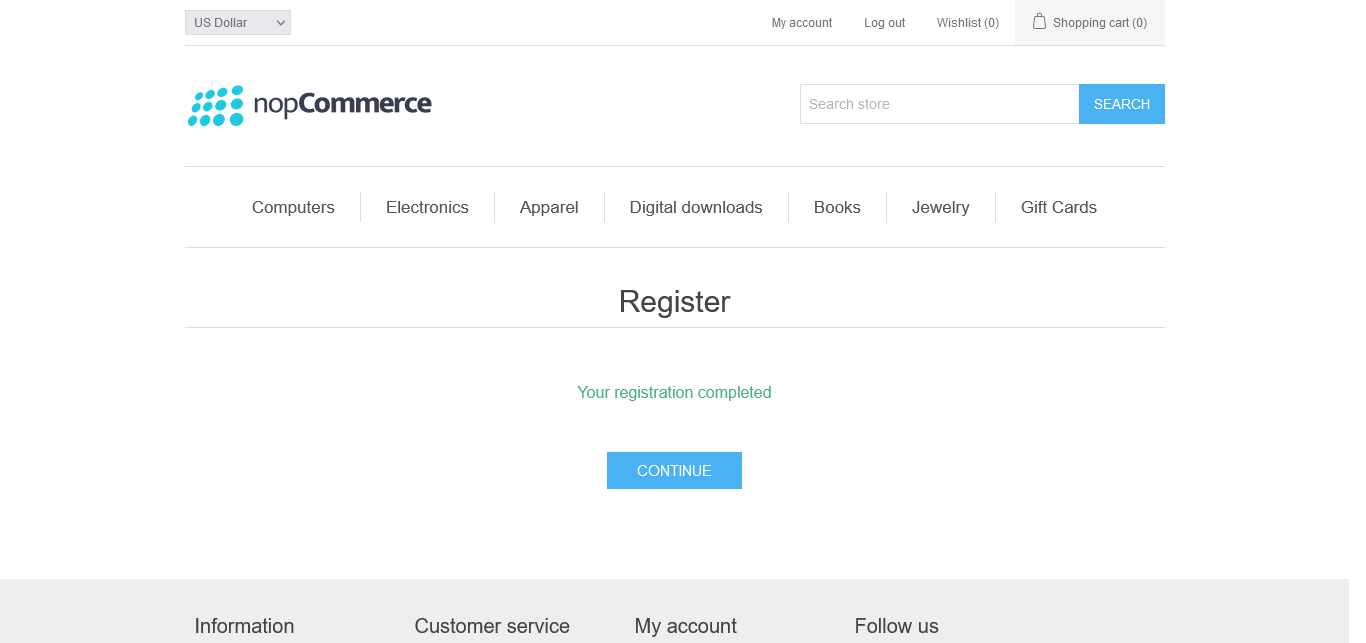 US Dollar
My account
Log out
Wishlist (0)
Shopping cart (0)
nopCommerce
Search store
SEARCH
Computers
Electronics
Apparel
Digital downloads
Books
Jewelry
Gift Cards
Register
Your registration completed
CONTINUE
Information
Customer service
My account
Follow us